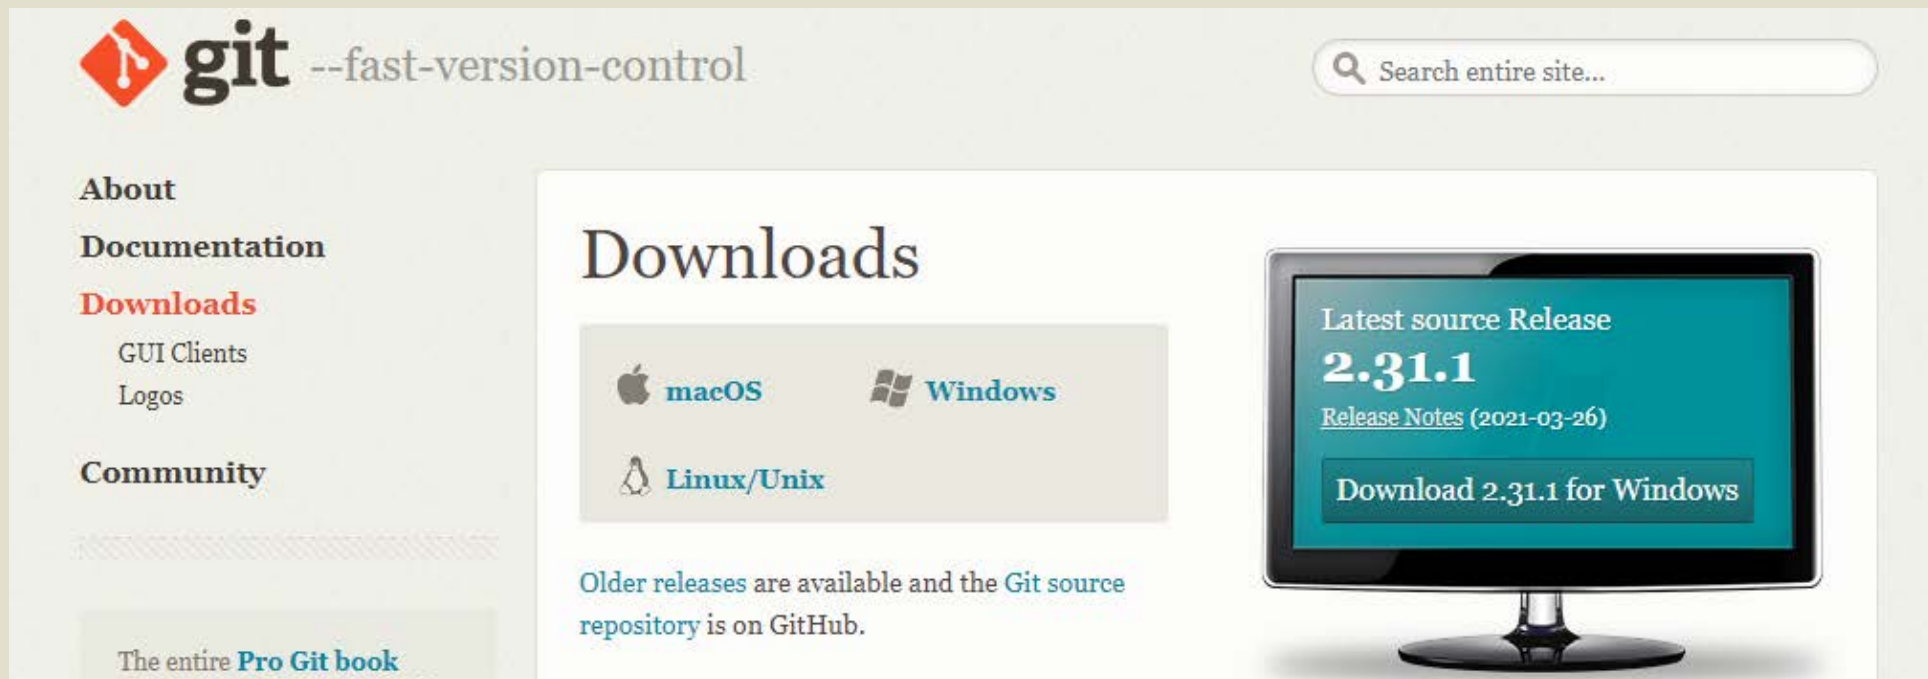 git --fast-version-control
Search entire site...
About
Documentation
Downloads
GUI Clients
Logos
Community
The entire Pro Git book
Downloads
macOS
Windows
Linux/Unix
Older releases are available and the Git source
repository is on GitHub.
Latest source Release
2.31.1
Release Notes (2021-03-26)
Download 2.31.1 for Windows